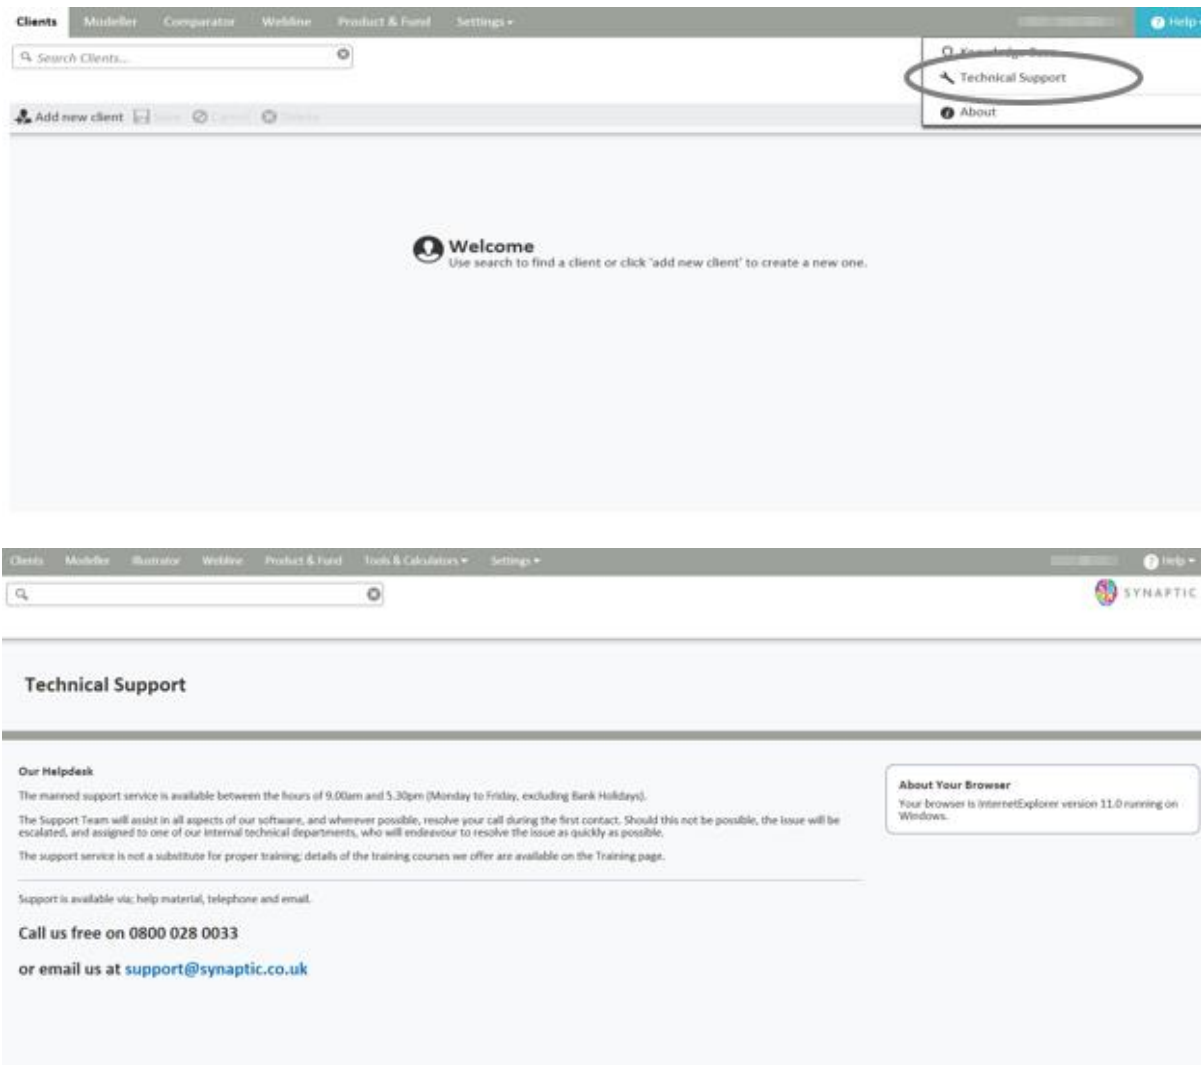 Clients Modeller Comparator Webline Product & Fund Settings Help
Search Clients...
Knowledge Base
Technical Support
Add new client Save Cancel Delete
About
Welcome
Use search to find a client or click 'add new client' to create a new one.
Clients Modeller Illustrator Webline Product & Fund Tools & Calculators Settings Help
SYNAPTIC
Technical Support
Our Helpdesk
The manned support service is available between the hours of 9.00am and 5.30pm (Monday to Friday, excluding Bank Holidays).
The Support Team will assist in all aspects of our software, and wherever possible, resolve your call during the first contact. Should this not be possible, the issue will be
escalated, and assigned to one of our internal technical departments, who will endeavour to resolve the issue as quickly as possible.
The support service is not a substitute for proper training; details of the training courses we offer are available on the Training page.
Support is available via; help material, telephone and email.
Call us free on 0800 028 0033
or email us at support@synaptic.co.uk
About Your Browser
Your browser is InternetExplorer version 11.0 running on
Windows.